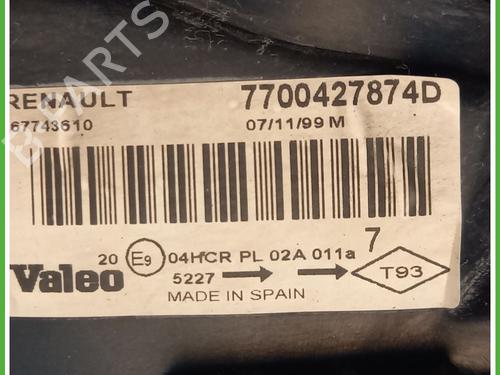 RENAULT 7700427874D
67743610 07/11/99 M
7
20 E9 04HCR PL 02A 011a
Valeo 5227 T93
MADE IN SPAIN
B PARTS